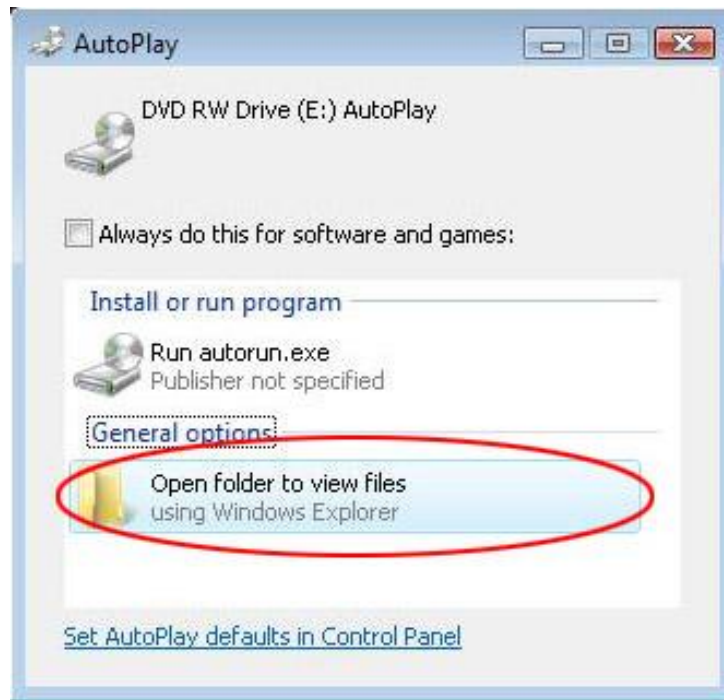 AutoPlay
DVD RW Drive (E:) AutoPlay
Always do this for software and games:
Install or run program
Run autorun.exe
Publisher not specified
General options
Open folder to view files
using Windows Explorer
Set AutoPlay defaults in Control Panel